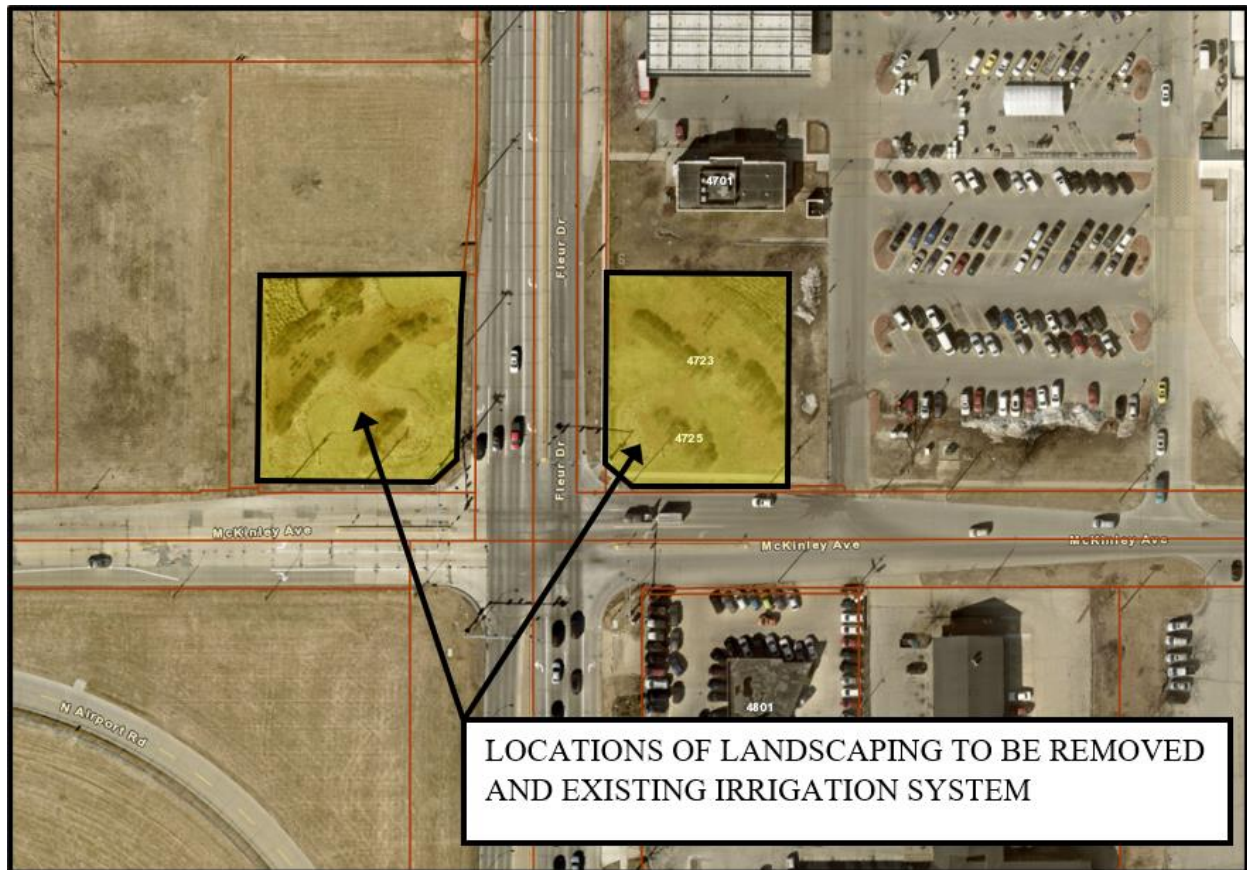 4701
Fleur Dr
4723
4725
Fleur Dr
McKinley Ave
McKinley Ave
McKinley Ave
N Airport Rd
4801
LOCATIONS OF LANDSCAPING TO BE REMOVED
AND EXISTING IRRIGATION SYSTEM